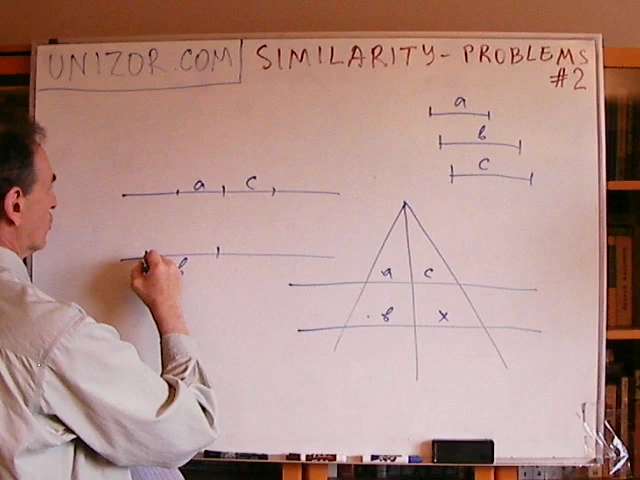 UNIZOR.COM
SIMILARITY - PROBLEMS
#2
a
b
c
a c
b
a c
b x